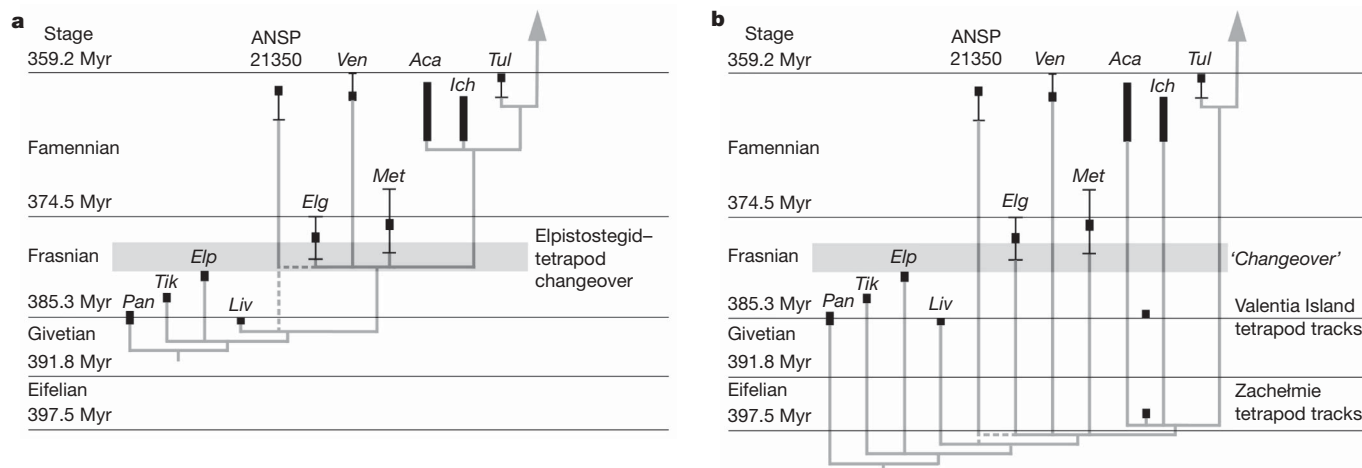 a
Stage
359.2 Myr
ANSP
21350
Ven
Aca
Ich
Tul
Famennian
Met
374.5 Myr
Elg
Elpistostegid–
tetrapod
changeover
Frasnian
Elp
Tik
385.3 Myr
Pan
Liv
Givetian
391.8 Myr
Eifelian
397.5 Myr
b
Stage
359.2 Myr
ANSP
21350
Ven
Aca
Ich
Tul
Famennian
Met
374.5 Myr
Elg
Frasnian
Elp
'Changeover'
Tik
385.3 Myr
Pan
Liv
Valentia Island
tetrapod tracks
Givetian
391.8 Myr
Eifelian
397.5 Myr
Zachełmie
tetrapod tracks